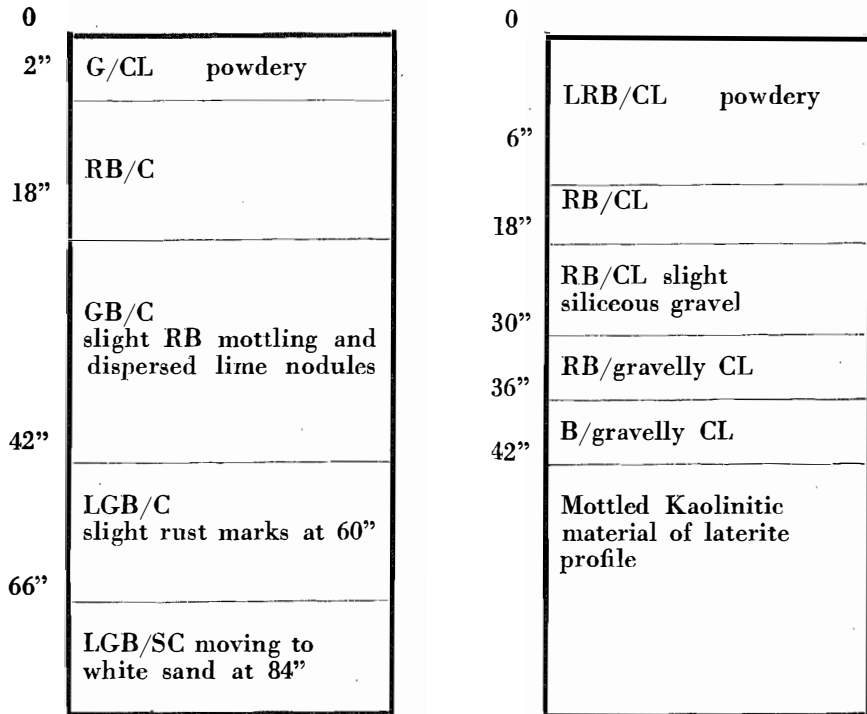 0
2”
G/CL powdery
RB/C
18”
GB/C
slight RB mottling and
dispersed lime nodules
42”
LGB/C
slight rust marks at 60”
66”
LGB/SC moving to
white sand at 84”
0
LRB/CL powdery
6”
RB/CL
18”
RB/CL slight
siliceous gravel
30”
RB/gravelly CL
36”
B/gravelly CL
42”
Mottled Kaolinitic
material of laterite
profile